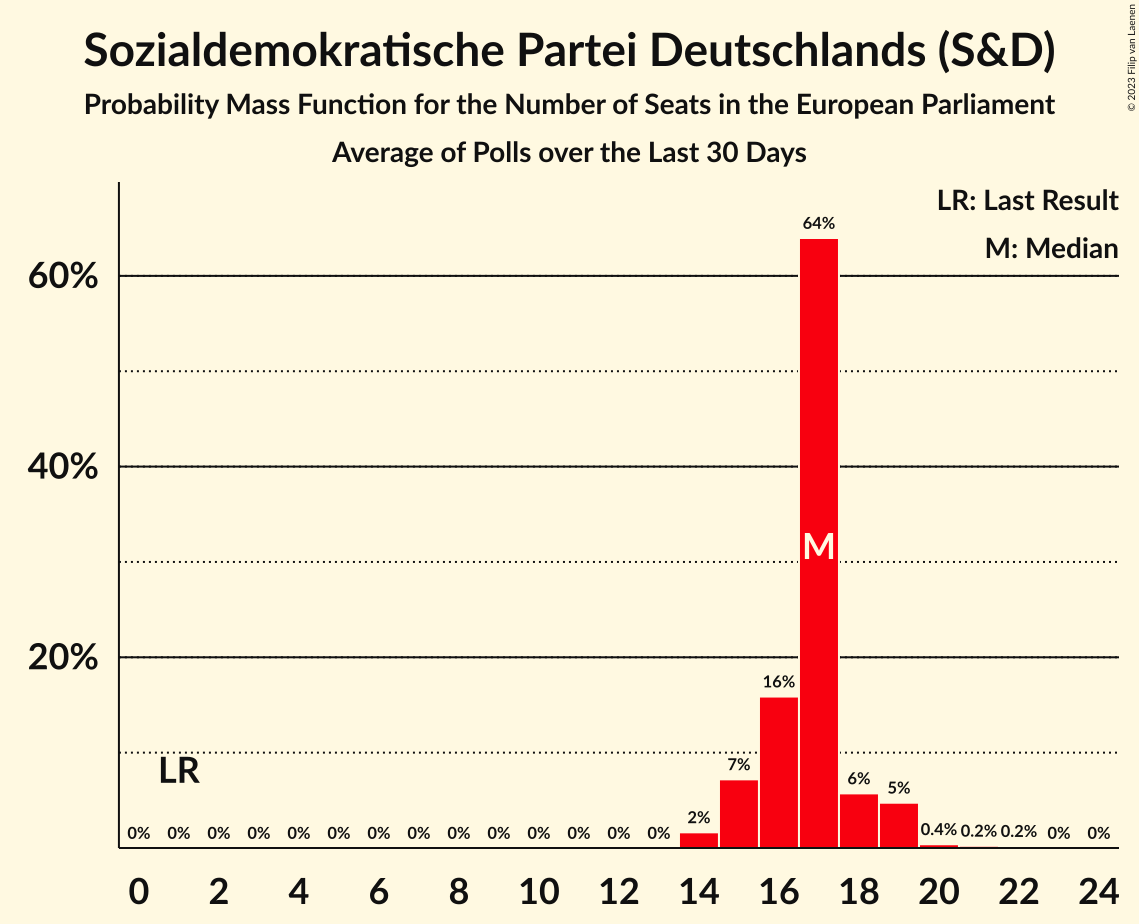 Sozialdemokratische Partei Deutschlands (S&D)
Probability Mass Function for the Number of Seats in the European Parliament
Average of Polls over the Last 30 Days
© 2023 Filip van Laenen
LR: Last Result
M: Median
60%
40%
20%
LR
M
0% 0% 0% 0% 0% 0% 0% 0% 0% 0% 0% 0% 0% 0% 2% 7% 16% 64% 6% 5% 0.4% 0.2% 0.2% 0% 0%
0 2 4 6 8 10 12 14 16 18 20 22 24